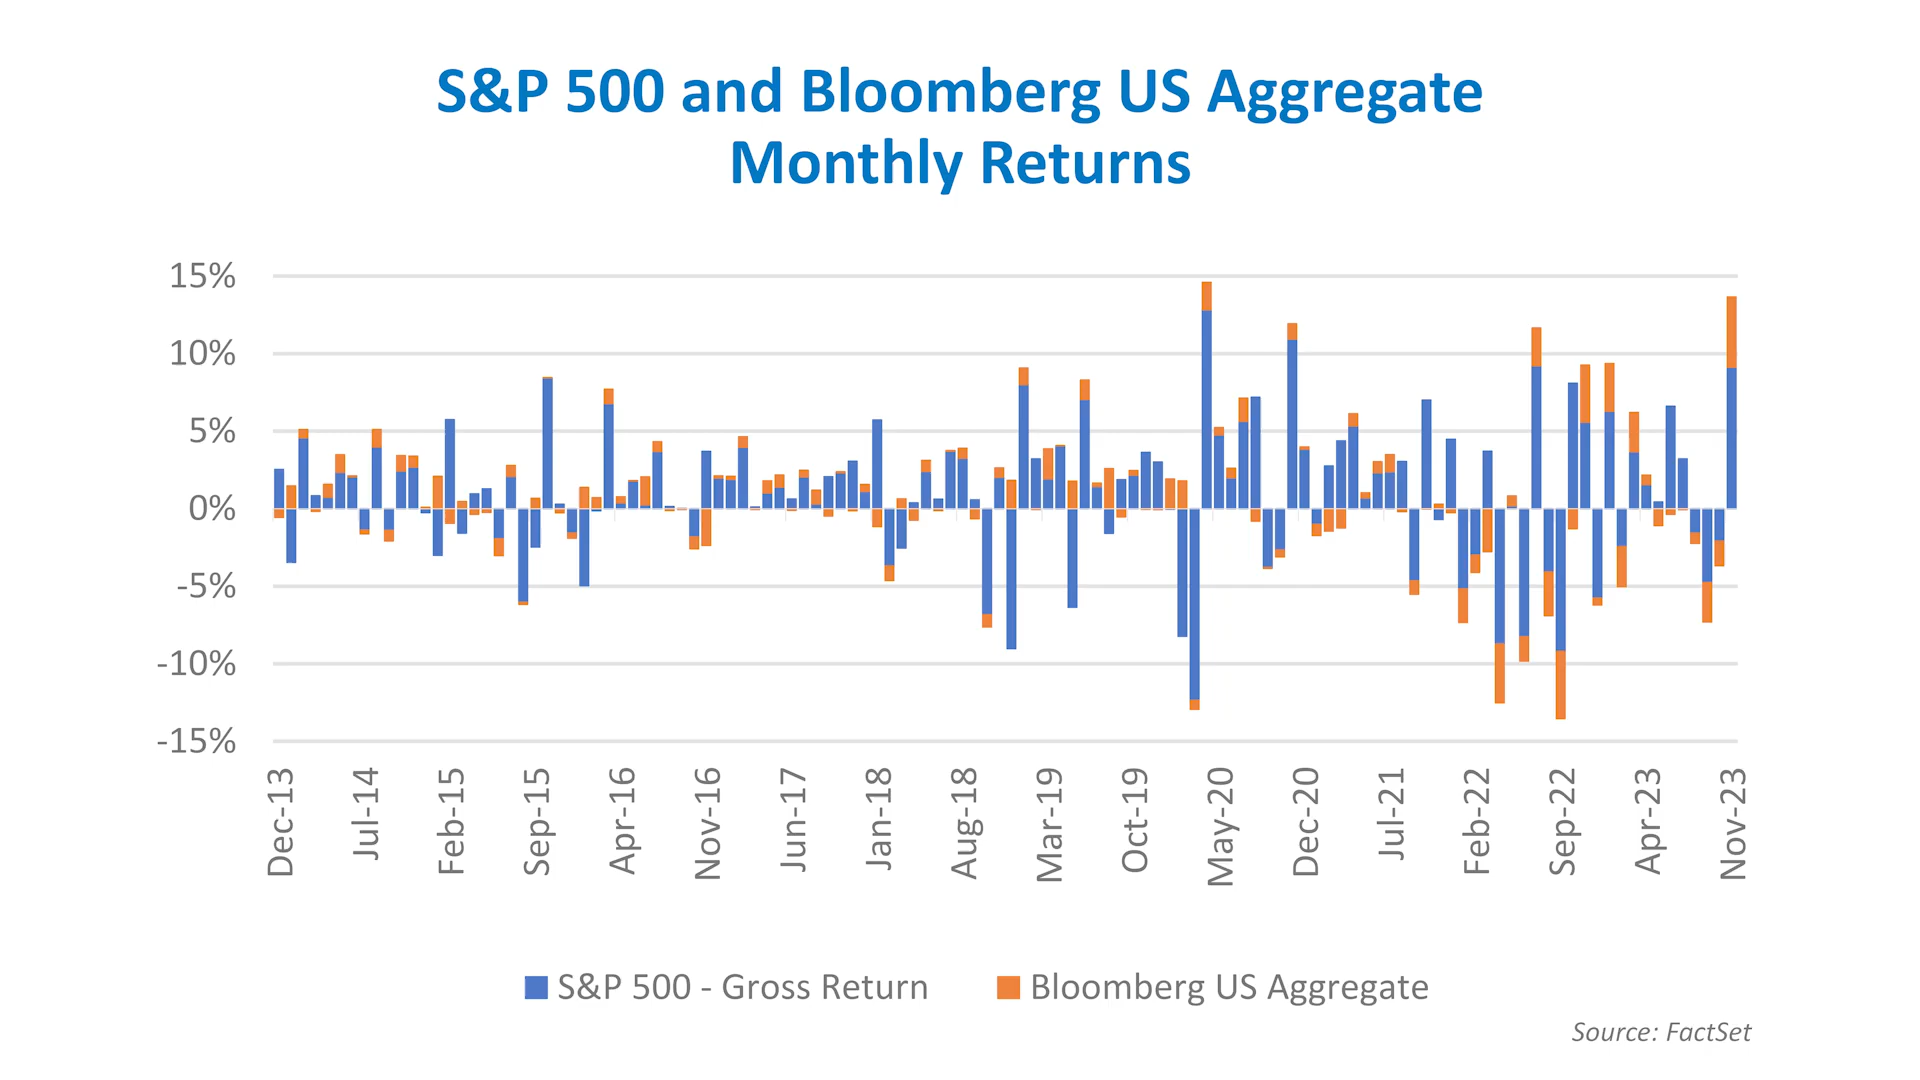 S&P 500 and Bloomberg US Aggregate
Monthly Returns
15%
10%
5%
0%
-5%
-10%
-15%
Dec-13
Jul-14
Feb-15
Sep-15
Apr-16
Nov-16
Jun-17
Jan-18
Aug-18
Mar-19
Oct-19
May-20
Dec-20
Jul-21
Feb-22
Sep-22
Apr-23
Nov-23
S&P 500 - Gross Return
Bloomberg US Aggregate
Source: FactSet